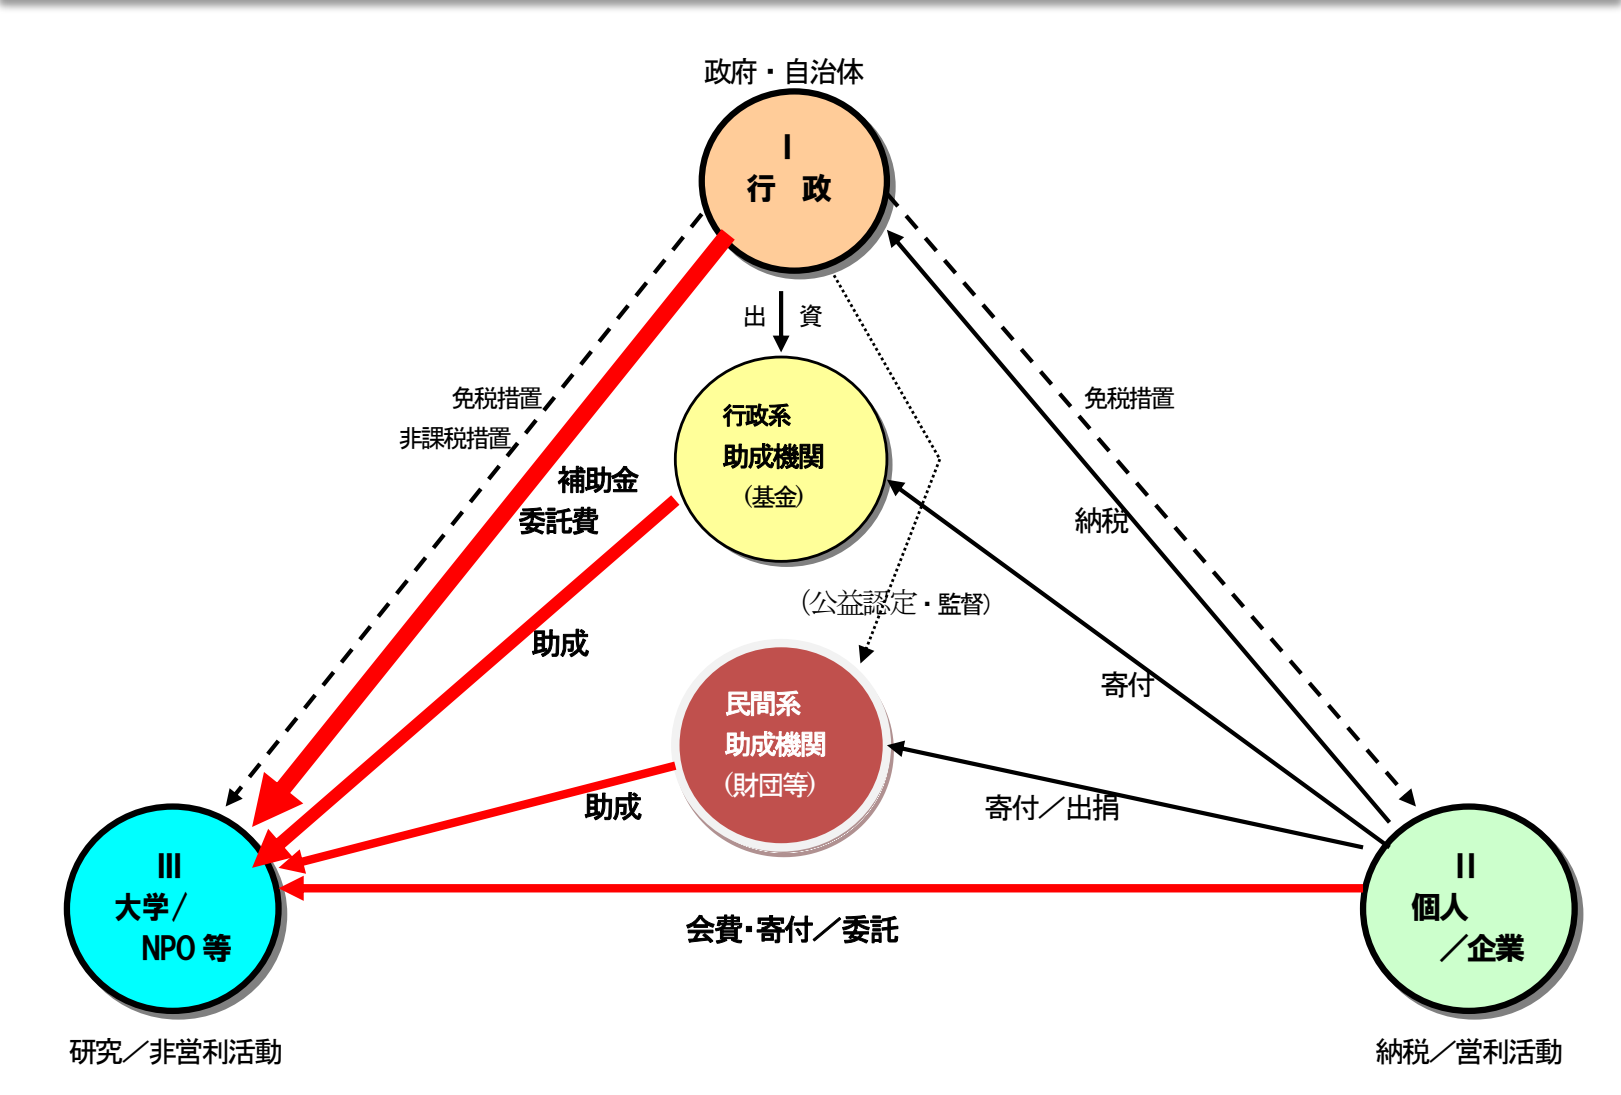 政府・自治体
Ⅰ
行　政
出　資
免税措置
非課税措置
免税措置
行政系
助成機関
（基金）
補助金
委託費
納税
（公益認定・監督）
助成
寄付
民間系
助成機関
（財団等）
助成
寄付／出捐
Ⅲ
大学／
NPO 等
Ⅱ
個人
／企業
会費・寄付／委託
研究／非営利活動
納税／営利活動